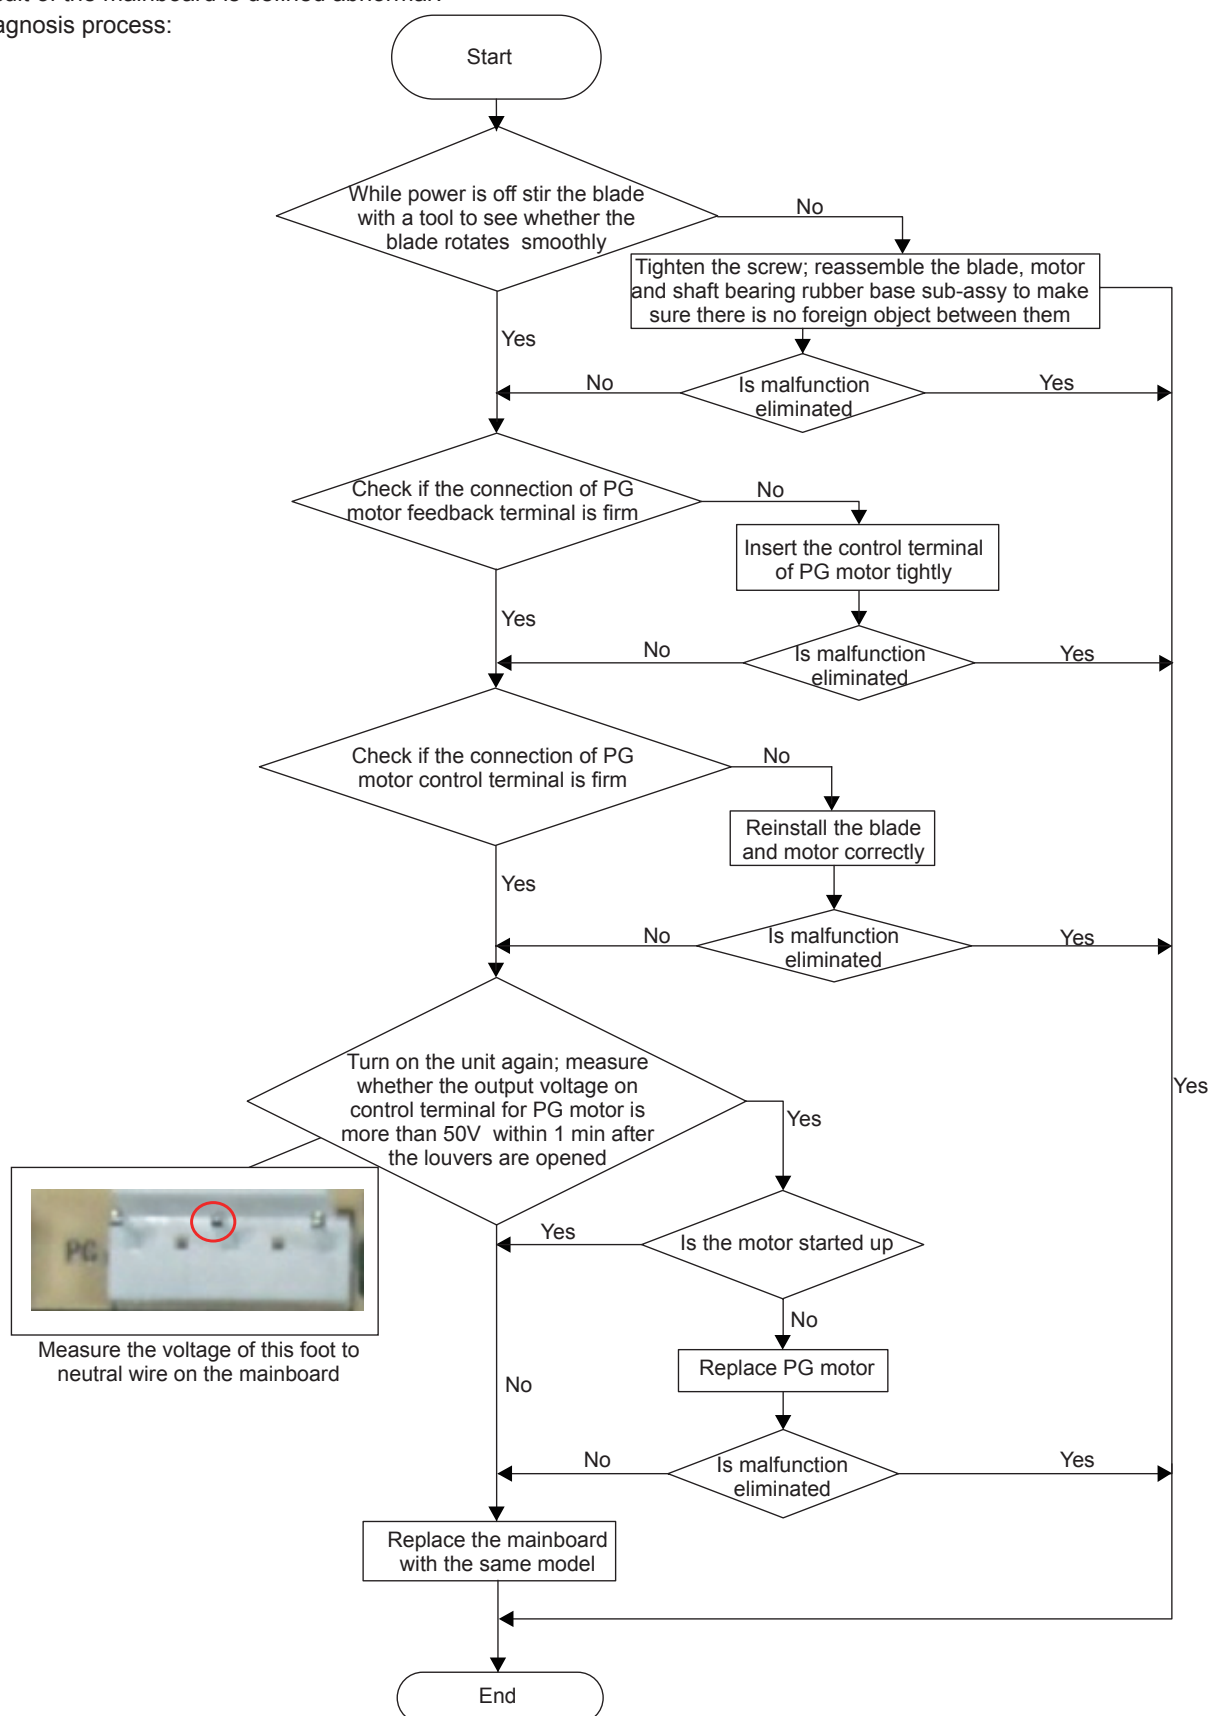 agnosis process:
Start
While power is off stir the blade
with a tool to see whether the
blade rotates smoothly
No
Tighten the screw; reassemble the blade, motor
and shaft bearing rubber base sub-assy to make
sure there is no foreign object between them
Yes
No
Is malfunction
eliminated
Yes
Check if the connection of PG
motor feedback terminal is firm
No
Insert the control terminal
of PG motor tightly
Yes
No
Is malfunction
eliminated
Yes
Check if the connection of PG
motor control terminal is firm
No
Reinstall the blade
and motor correctly
Yes
No
Is malfunction
eliminated
Yes
Turn on the unit again; measure
whether the output voltage on
control terminal for PG motor is
more than 50V within 1 min after
the louvers are opened
Yes
Yes
PG
Yes
Is the motor started up
No
Measure the voltage of this foot to
neutral wire on the mainboard
Replace PG motor
No
No
Is malfunction
eliminated
Yes
Replace the mainboard
with the same model
End